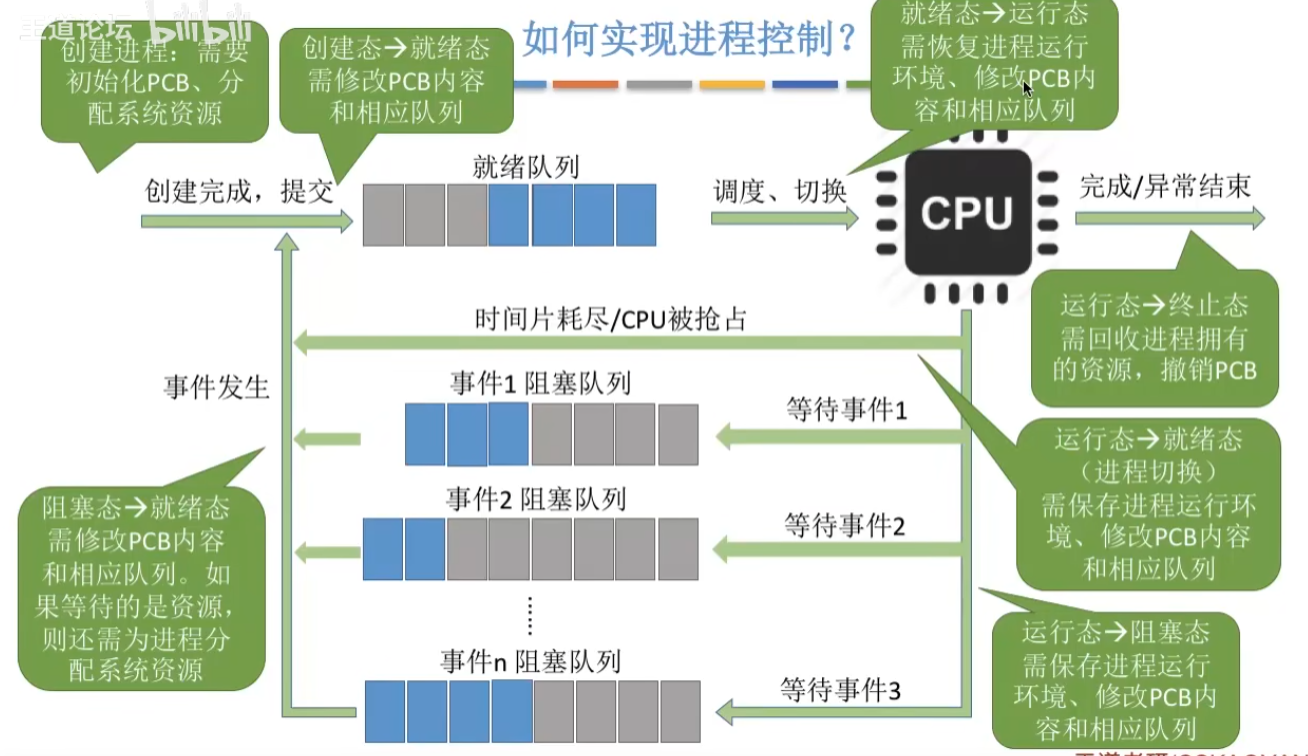 王道论坛 bilibili
如何实现进程控制？
创建进程：需要
初始化PCB、分
配系统资源
创建态→就绪态
需修改PCB内容
和相应队列
就绪态→运行态
需恢复进程运行
环境、修改PCB内
容和相应队列
创建完成，提交
就绪队列
调度、切换
CPU
完成/异常结束
运行态→终止态
需回收进程拥有
的资源，撤销PCB
时间片耗尽/CPU被抢占
事件发生
事件1 阻塞队列
等待事件1
运行态→就绪态
（进程切换）
需保存进程运行环
境、修改PCB内容
和相应队列
事件2 阻塞队列
等待事件2
阻塞态→就绪态
需修改PCB内容
和相应队列。如
果等待的是资源，
则还需为进程分
配系统资源
事件n 阻塞队列
等待事件3
运行态→阻塞态
需保存进程运行
环境、修改PCB内
容和相应队列